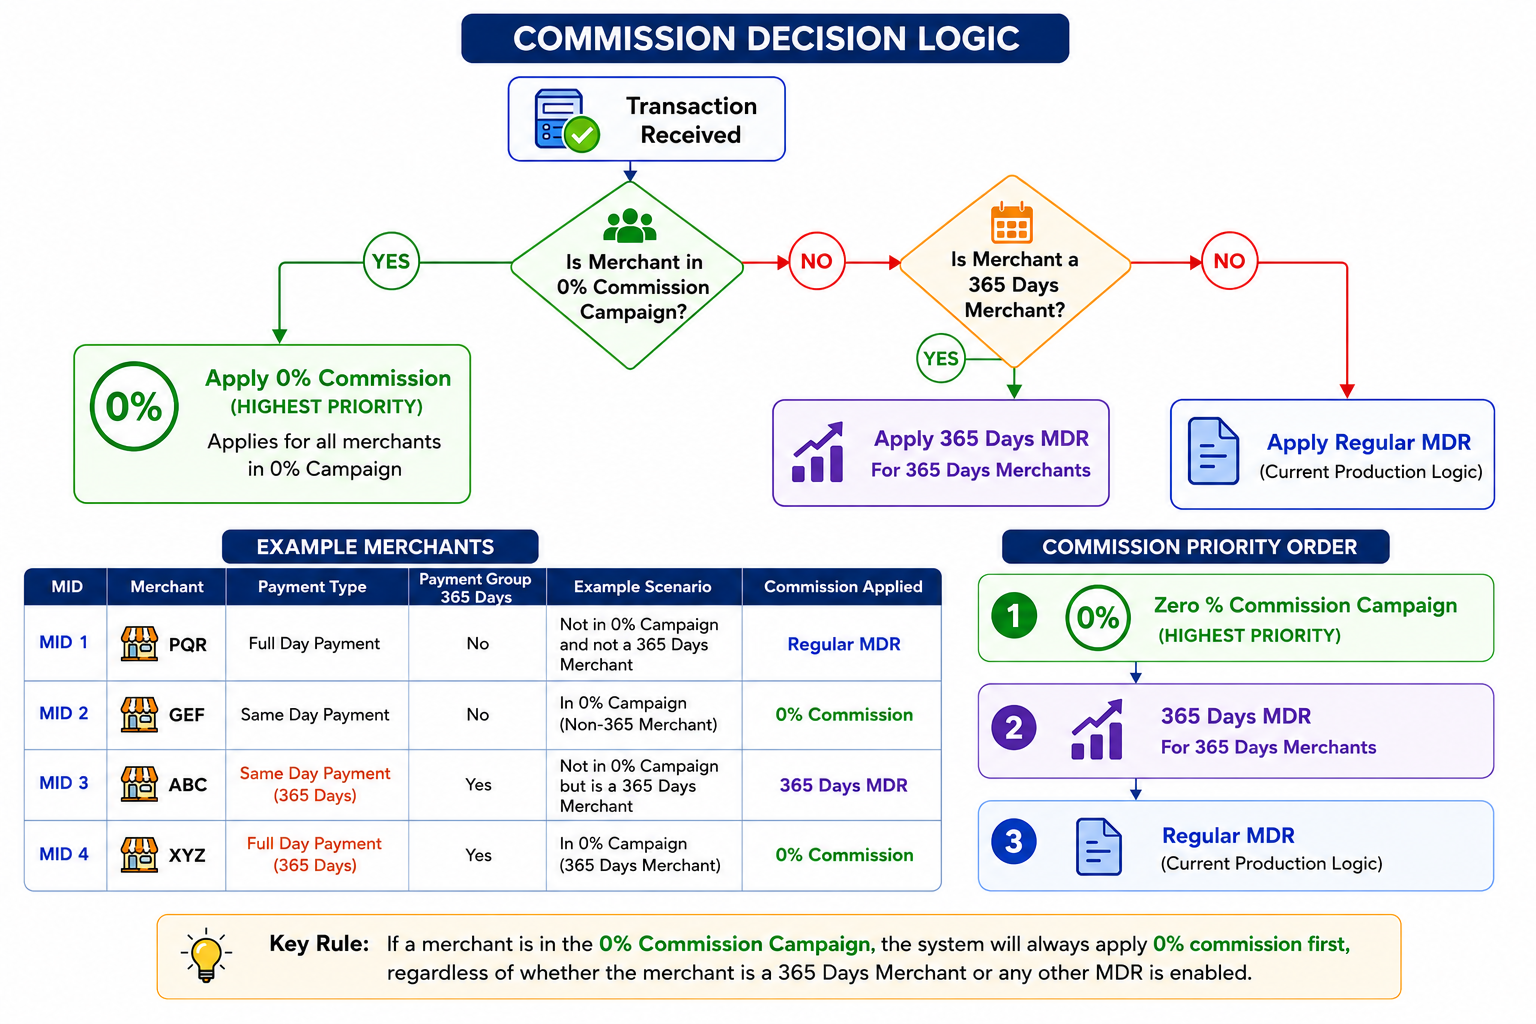 COMMISSION DECISION LOGIC
Transaction
Received
YES
Is Merchant in
0% Commission
Campaign?
NO
Is Merchant a
365 Days
Merchant?
NO
YES
0%
Apply 0% Commission
(HIGHEST PRIORITY)
Applies for all merchants
in 0% Campaign
Apply 365 Days MDR
For 365 Days Merchants
Apply Regular MDR
(Current Production Logic)
EXAMPLE MERCHANTS
MID
Merchant
Payment Type
Payment Group
365 Days
Example Scenario
Commission Applied
MID 1
PQR
Full Day Payment
No
Not in 0% Campaign
and not a 365 Days
Merchant
Regular MDR
MID 2
GEF
Same Day Payment
No
In 0% Campaign
(Non-365 Merchant)
0% Commission
MID 3
ABC
Same Day Payment
(365 Days)
Yes
Not in 0% Campaign
but is a 365 Days
Merchant
365 Days MDR
MID 4
XYZ
Full Day Payment
(365 Days)
Yes
In 0% Campaign
(365 Days Merchant)
0% Commission
COMMISSION PRIORITY ORDER
1
0%
Zero % Commission Campaign
(HIGHEST PRIORITY)
2
365 Days MDR
For 365 Days Merchants
3
Regular MDR
(Current Production Logic)
Key Rule: If a merchant is in the 0% Commission Campaign, the system will always apply 0% commission first,
regardless of whether the merchant is a 365 Days Merchant or any other MDR is enabled.